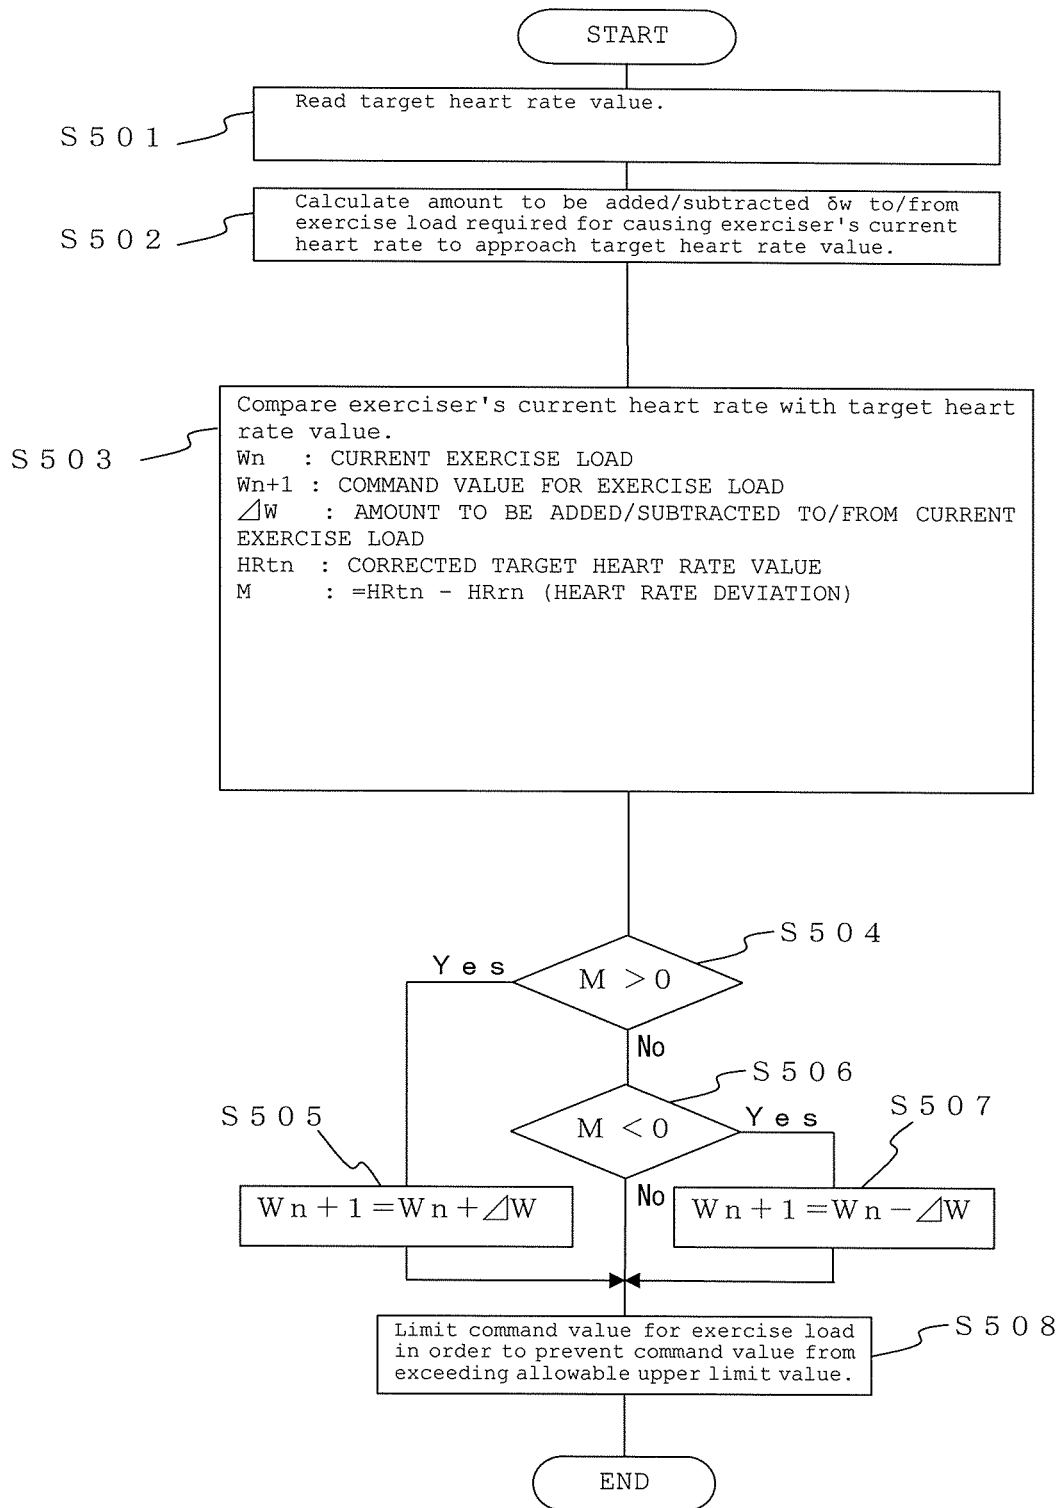 START
Read target heart rate value.
S501
Calculate amount to be added/subtracted δw to/from
exercise load required for causing exerciser's current
heart rate to approach target heart rate value.
S502
Compare exerciser's current heart rate with target heart
rate value.
Wn : CURRENT EXERCISE LOAD
Wn+1 : COMMAND VALUE FOR EXERCISE LOAD
⊿W : AMOUNT TO BE ADDED/SUBTRACTED TO/FROM CURRENT
EXERCISE LOAD
HRtn : CORRECTED TARGET HEART RATE VALUE
M : =HRtn - HRrn (HEART RATE DEVIATION)
S503
S504
Yes
M >0
No
S506
S505
M <0
Yes
S507
Wn+1=Wn+⊿W
No
Wn+1=Wn−⊿W
Limit command value for exercise load
in order to prevent command value from
exceeding allowable upper limit value.
S508
END